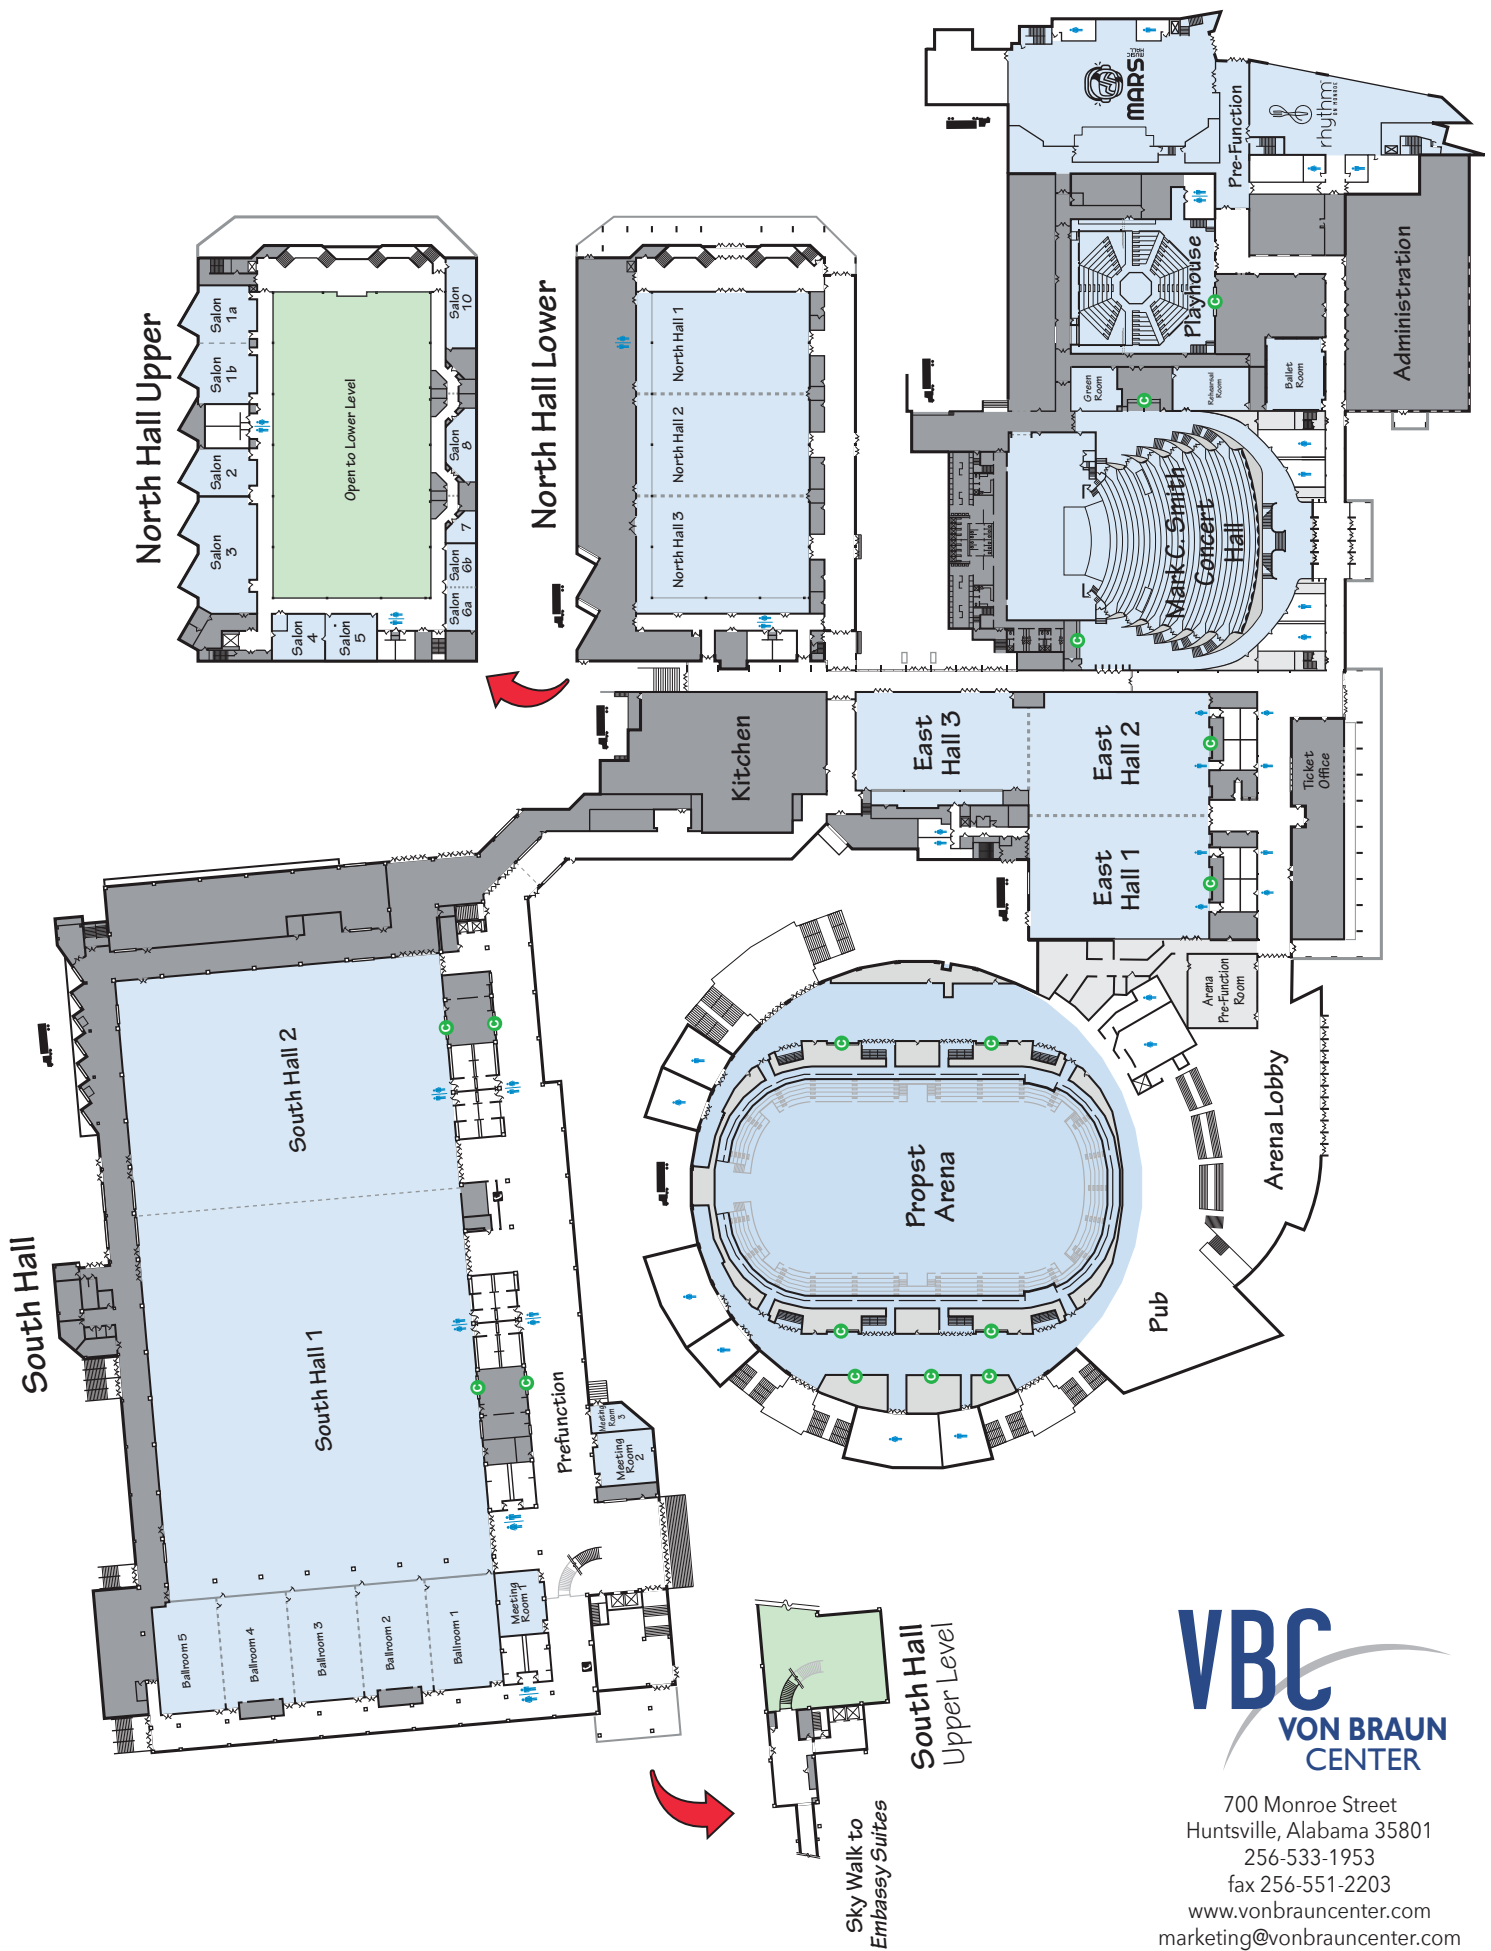 MARS
MUSIC
HALL
Pre-Function
rhythm
ON MONROE
Playhouse
Administration
Green
Room
Rehearsal
Room
Ballet
Room
C
C
C
Mark C. Smith
Concert
Hall
North Hall Upper
Salon
1a
Salon
1b
Salon
2
Salon
3
Salon
4
Salon
5
Salon
6a
Salon
6b
7
Salon
8
Salon
10
Open to Lower Level
North Hall Lower
North Hall 1
North Hall 2
North Hall 3
Kitchen
East
Hall 3
East
Hall 2
East
Hall 1
C
C
Ticket
Office
Arena
Pre-Function
Room
Arena Lobby
Pub
Propst
Arena
C
C
C
C
C
C
C
South Hall
South Hall 2
South Hall 1
C
C
C
C
Prefunction
Meeting
Room
3
Meeting
Room
2
Meeting
Room 1
Ballroom 5
Ballroom 4
Ballroom 3
Ballroom 2
Ballroom 1
South Hall
Upper Level
Sky Walk to
Embassy Suites
VBC
VON BRAUN
CENTER
700 Monroe Street
Huntsville, Alabama 35801
256-533-1953
fax 256-551-2203
www.vonbrauncenter.com
marketing@vonbrauncenter.com